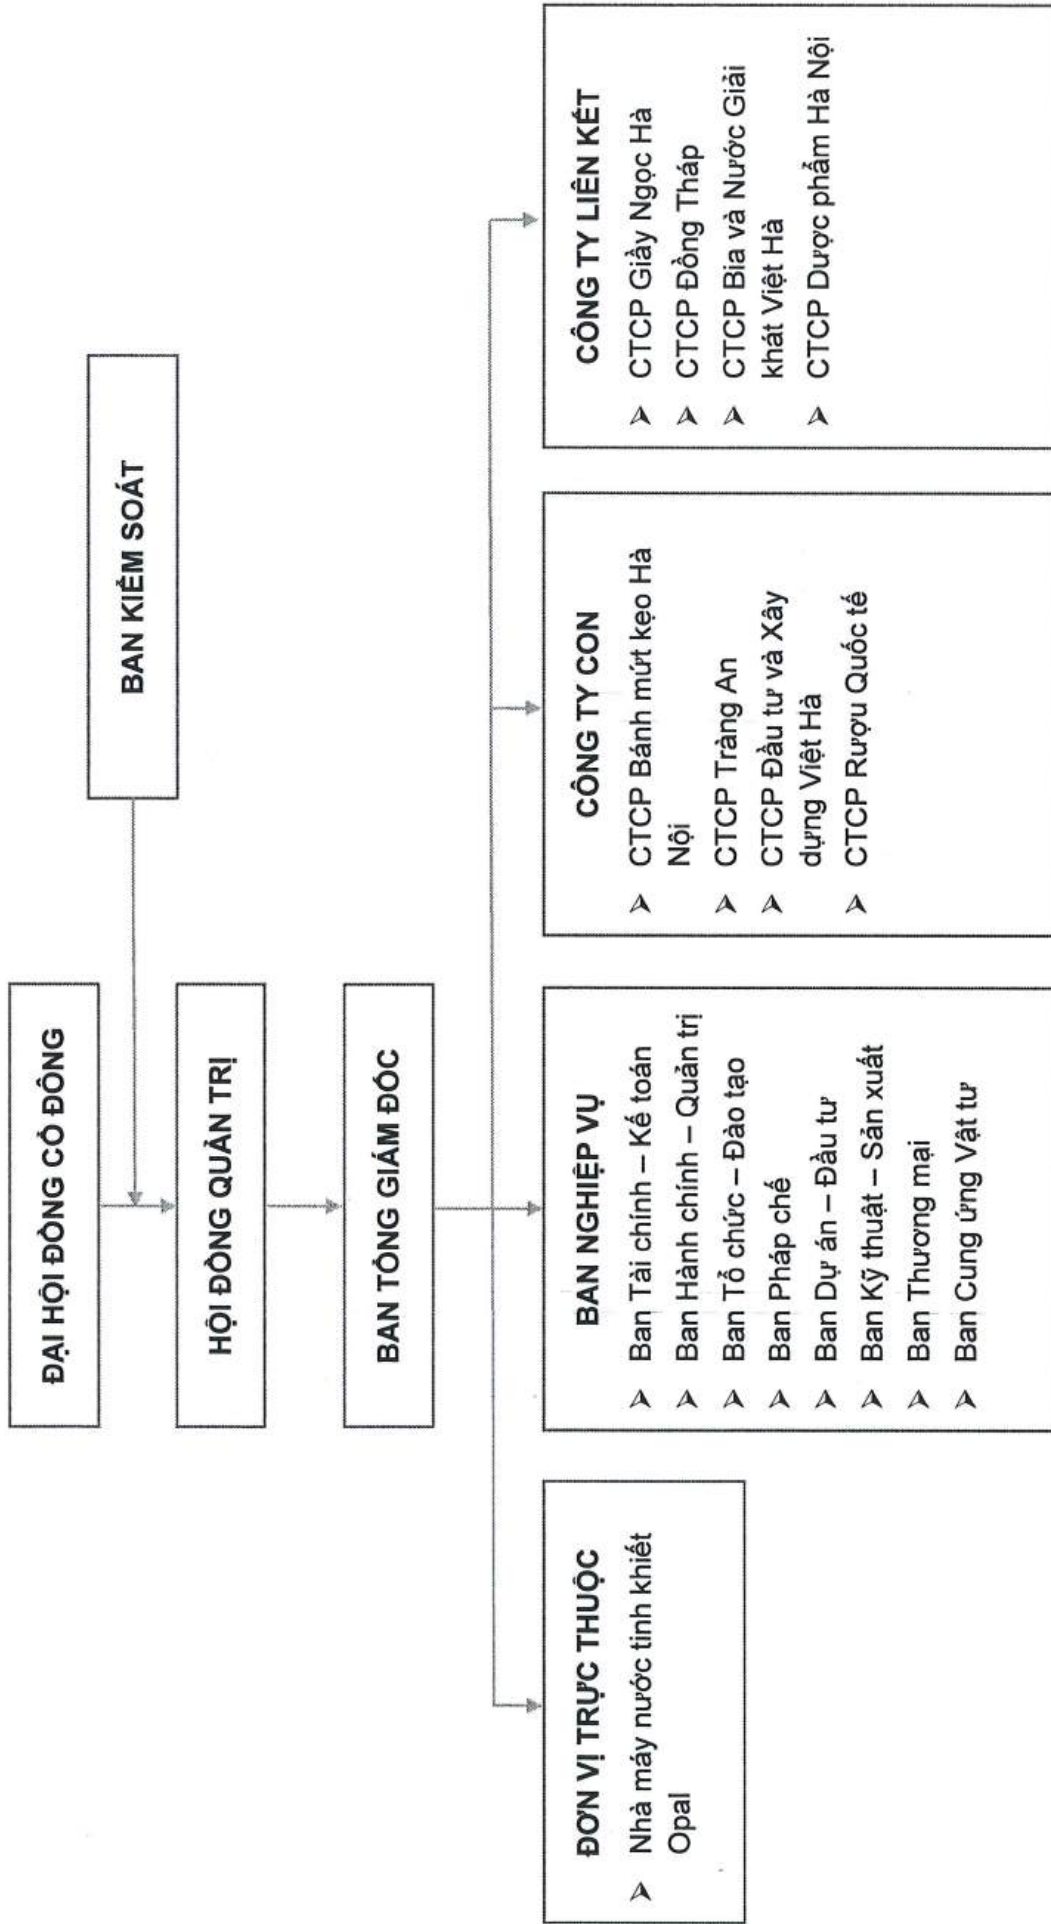 ĐẠI HỘI ĐỒNG CỔ ĐÔNG
BAN KIỂM SOÁT
HỘI ĐỒNG QUẢN TRỊ
BAN TỔNG GIÁM ĐỐC
ĐƠN VỊ TRỰC THUỘC
➢ Nhà máy nước tinh khiết
Opal
BAN NGHIỆP VỤ
➢ Ban Tài chính – Kế toán
➢ Ban Hành chính – Quản trị
➢ Ban Tổ chức – Đào tạo
➢ Ban Pháp chế
➢ Ban Dự án – Đầu tư
➢ Ban Kỹ thuật – Sản xuất
➢ Ban Thương mại
➢ Ban Cung ứng Vật tư
CÔNG TY CON
➢ CTCP Bánh mứt kẹo Hà
Nội
➢ CTCP Tràng An
➢ CTCP Đầu tư và Xây
dựng Việt Hà
➢ CTCP Rượu Quốc tế
CÔNG TY LIÊN KẾT
➢ CTCP Giầy Ngọc Hà
➢ CTCP Đồng Tháp
➢ CTCP Bia và Nước Giải
khát Việt Hà
➢ CTCP Dược phẩm Hà Nội